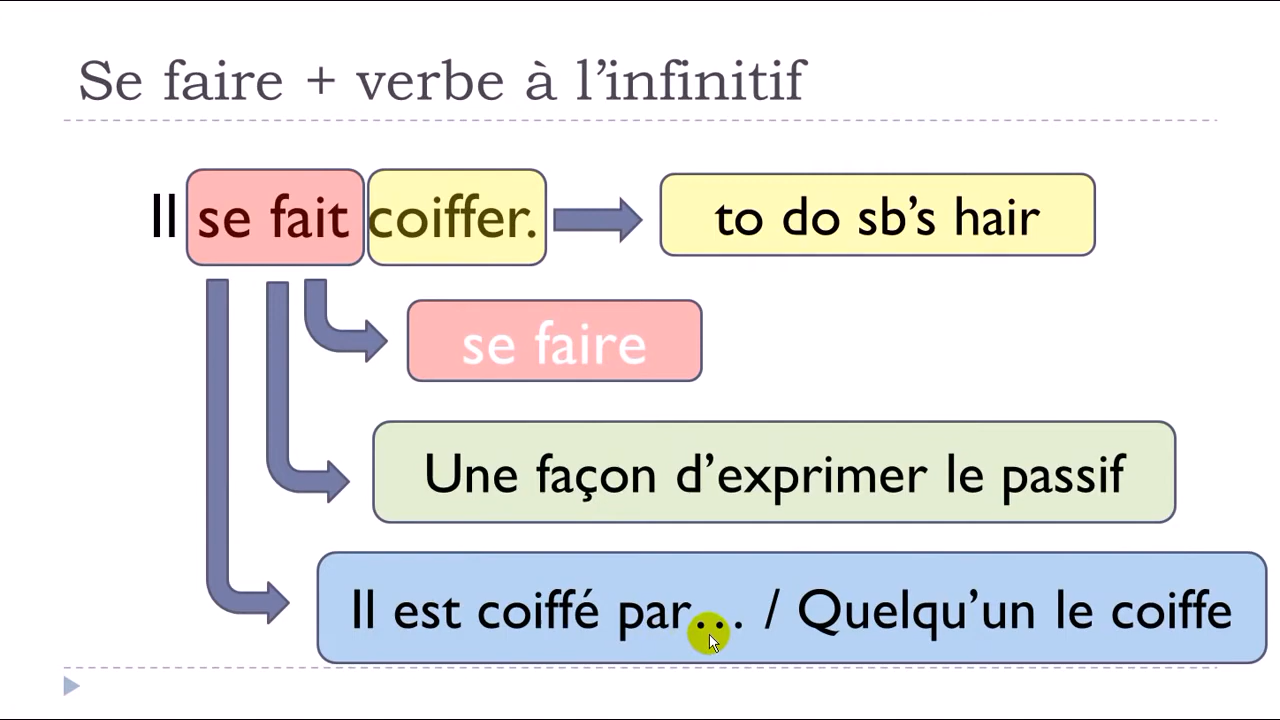 Se faire + verbe à l’infinitif
Il se fait coiffer.
to do sb’s hair
se faire
Une façon d’exprimer le passif
Il est coiffé par... / Quelqu’un le coiffe